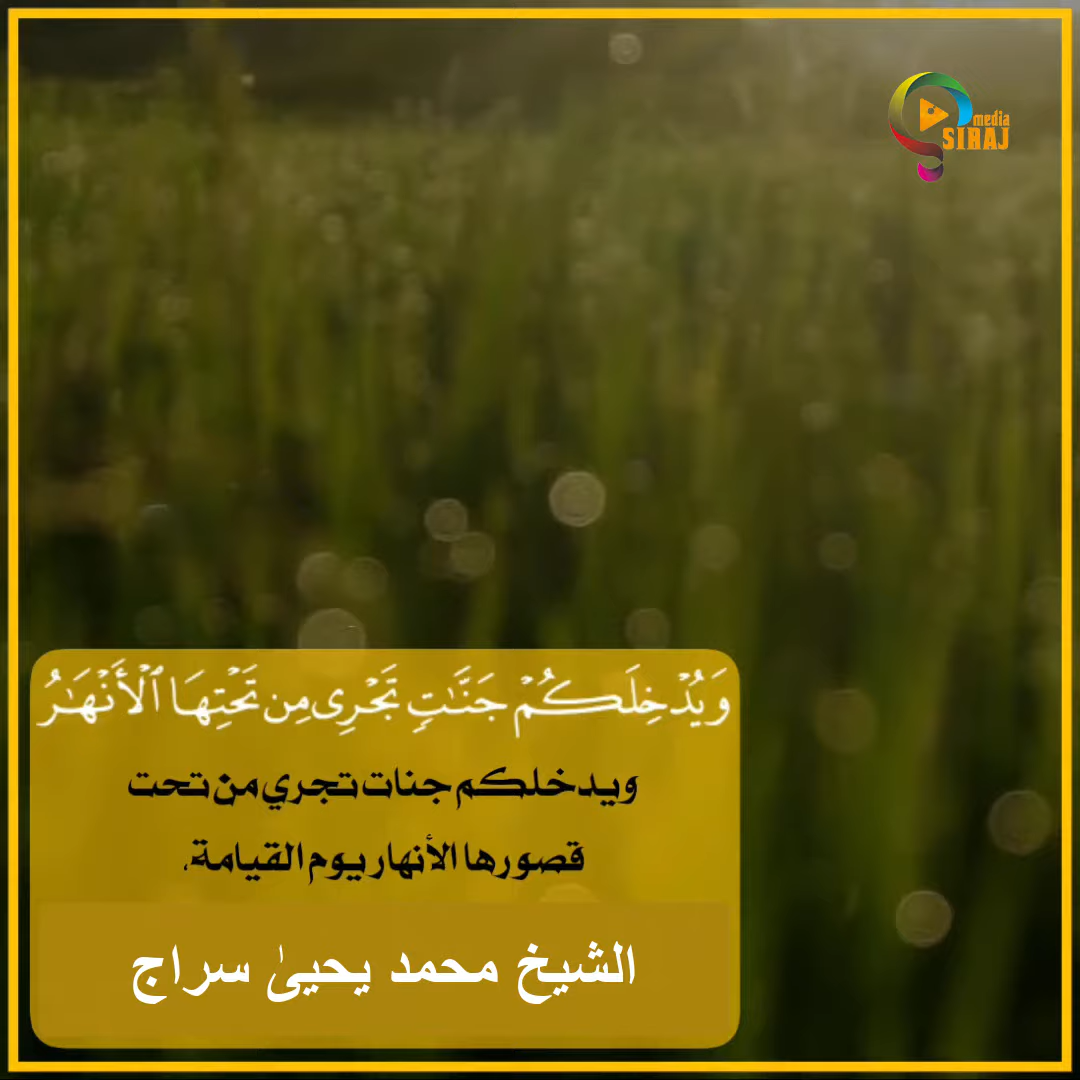 media
SIRAJ
وَيُدۡخِلَكُمۡ جَنَّـٰتٍ تَجۡرِى مِن تَحۡتِهَا ٱلۡأَنۡهَـٰرُ
ويدخلكم جنات تجري من تحت
قصورها الأنهار يوم القيامة،
الشيخ محمد يحيىٰ سراج